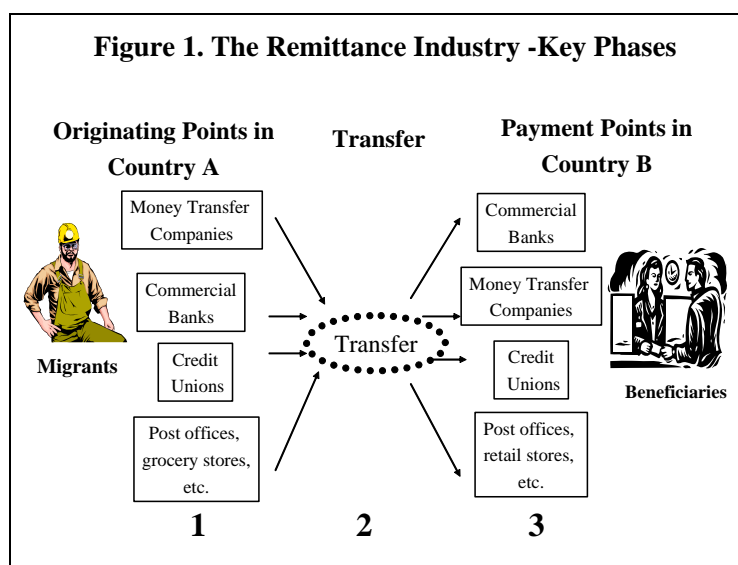 Figure 1. The Remittance Industry -Key Phases
Originating Points in
Country A
Transfer
Payment Points in
Country B
Money Transfer
Companies
Commercial
Banks
Credit
Unions
Post offices,
grocery stores,
etc.
Migrants
Transfer
Commercial
Banks
Money Transfer
Companies
Credit
Unions
Post offices,
retail stores,
etc.
Beneficiaries
1
2
3